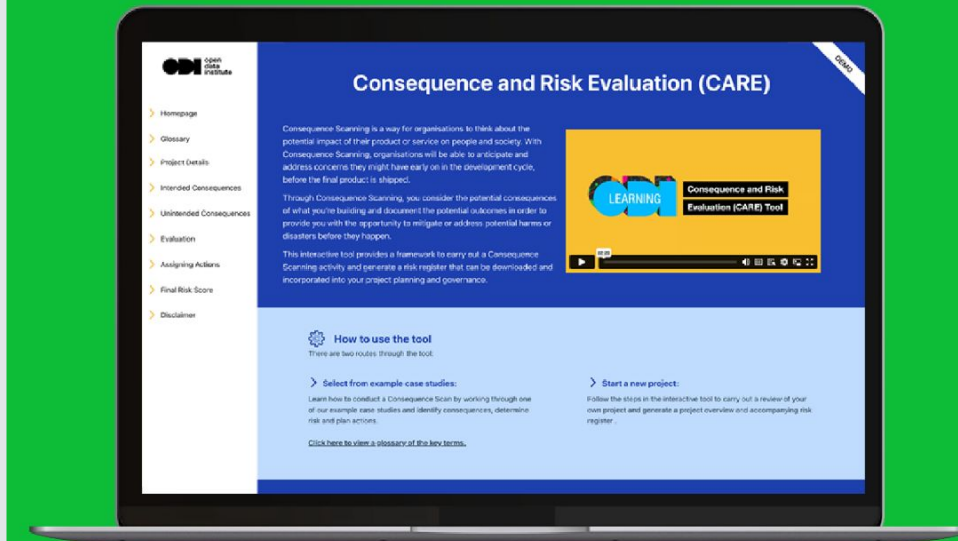 ODI
open
data
institute
Homepage
Glossary
Project Details
Intended Consequences
Unintended Consequences
Evaluation
Assigning Actions
Final Risk Score
Disclaimer
DEMO
Consequence and Risk Evaluation (CARE)
Consequence Scanning is a way for organisations to think about the
potential impact of their product or service on people and society. With
Consequence Scanning, organisations will be able to anticipate and
address concerns they might have early on in the development cycle,
before the final product is shipped.
Through Consequence Scanning, you consider the potential consequences
of what you're building and document the potential outcomes in order to
provide you with the opportunity to mitigate or address potential harms or
disasters before they happen.
This interactive tool provides a framework to carry out a Consequence
Scanning activity and generate a risk register that can be downloaded and
incorporated into your project planning and governance.
ODI
LEARNING
Consequence and Risk
Evaluation (CARE) Tool
How to use the tool
There are two routes through the tool:
Select from example case studies:
Learn how to conduct a Consequence Scan by working through one
of our example case studies and identify consequences, determine
risk and plan actions.
Click here to view a glossary of the key terms.
Start a new project:
Follow the steps in the interactive tool to carry out a review of your
own project and generate a project overview and accompanying risk
register .